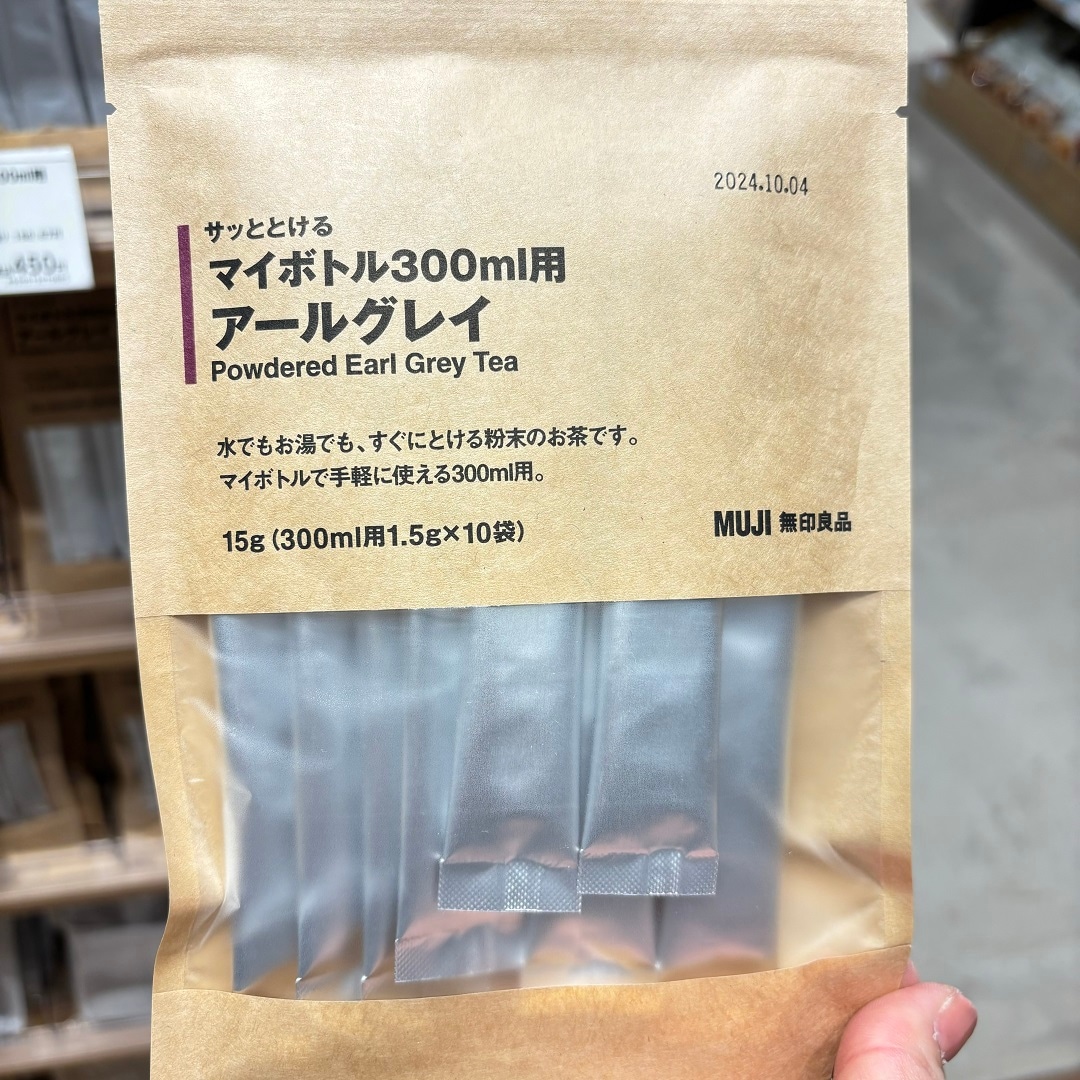 2024.10.04
サッととける
マイボトル300ml用
アールグレイ
Powdered Earl Grey Tea
水でもお湯でも、すぐにとける粉末のお茶です。
マイボトルで手軽に使える300ml用。
15g（300ml用1.5g×10袋）
MUJI 無印良品
450